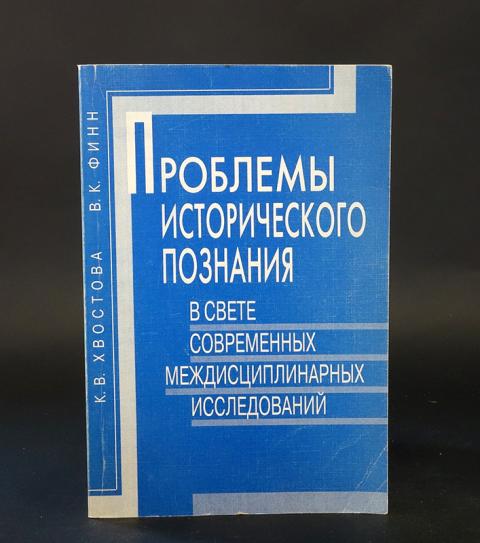 К. В. ХВОСТОВА В. К. ФИНН
ПРОБЛЕМЫ
ИСТОРИЧЕСКОГО
ПОЗНАНИЯ
В СВЕТЕ
СОВРЕМЕННЫХ
МЕЖДИСЦИПЛИНАРНЫХ
ИССЛЕДОВАНИЙ